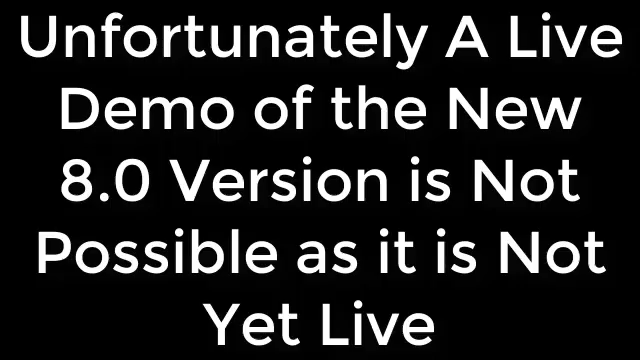 Unfortunately A Live
Demo of the New
8.0 Version is Not
Possible as it is Not
Yet Live